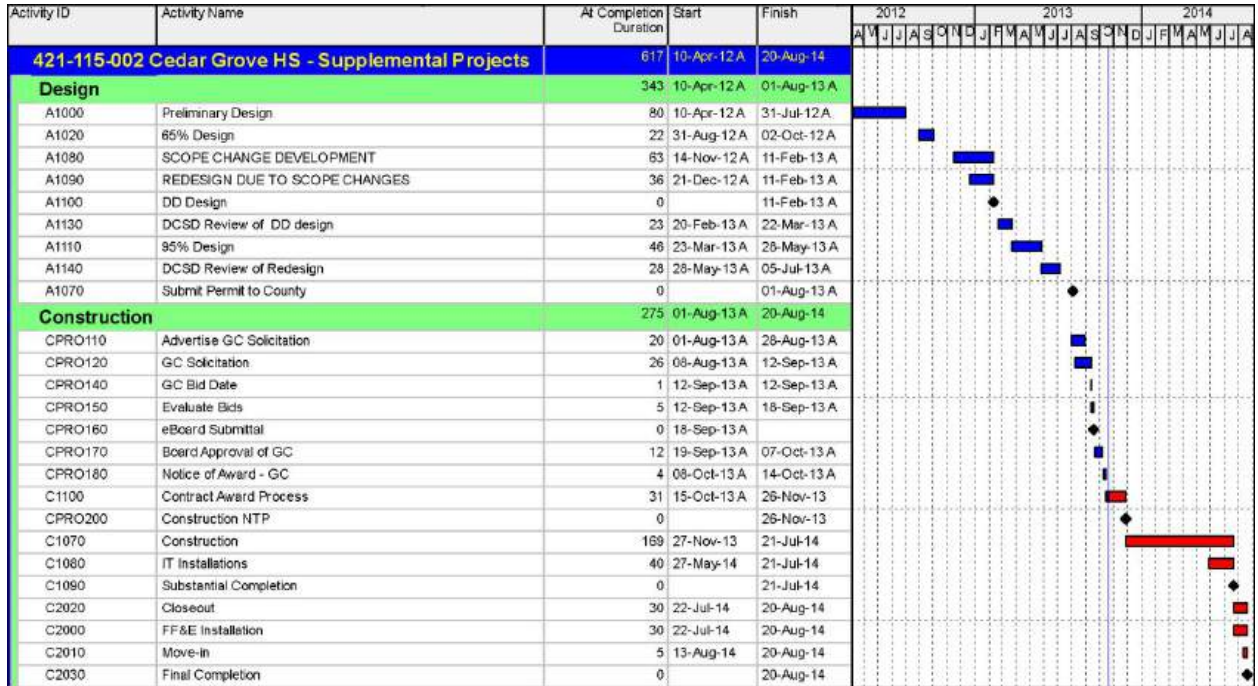 Activity ID Activity Name At Completion Duration Start Finish 2012 2013 2014
A M J J A S O N D J F M A M J J A S O N D J F M A M J J A
421-115-002 Cedar Grove HS - Supplemental Projects 617 10-Apr-12 A 20-Aug-14
Design 343 10-Apr-12 A 01-Aug-13 A
A1000 Preliminary Design 80 10-Apr-12 A 31-Jul-12 A
A1020 65% Design 22 31-Aug-12 A 02-Oct-12 A
A1080 SCOPE CHANGE DEVELOPMENT 63 14-Nov-12 A 11-Feb-13 A
A1090 REDESIGN DUE TO SCOPE CHANGES 36 21-Dec-12 A 11-Feb-13 A
A1100 DD Design 0 11-Feb-13 A
A1130 DCSD Review of DD design 23 20-Feb-13 A 22-Mar-13 A
A1110 95% Design 46 23-Mar-13 A 28-May-13 A
A1140 DCSD Review of Redesign 28 28-May-13 A 05-Jul-13 A
A1070 Submit Permit to County 0 01-Aug-13 A
Construction 275 01-Aug-13 A 20-Aug-14
CPRO110 Advertise GC Solicitation 20 01-Aug-13 A 28-Aug-13 A
CPRO120 GC Solicitation 26 08-Aug-13 A 12-Sep-13 A
CPRO140 GC Bid Date 1 12-Sep-13 A 12-Sep-13 A
CPRO150 Evaluate Bids 5 12-Sep-13 A 18-Sep-13 A
CPRO160 eBoard Submittal 0 18-Sep-13 A
CPRO170 Board Approval of GC 12 19-Sep-13 A 07-Oct-13 A
CPRO180 Notice of Award - GC 4 08-Oct-13 A 14-Oct-13 A
C1100 Contract Award Process 31 15-Oct-13 A 26-Nov-13
CPRO200 Construction NTP 0 26-Nov-13
C1070 Construction 169 27-Nov-13 21-Jul-14
C1080 IT Installations 40 27-May-14 21-Jul-14
C1090 Substantial Completion 0 21-Jul-14
C2020 Closeout 30 22-Jul-14 20-Aug-14
C2000 FF&E Installation 30 22-Jul-14 20-Aug-14
C2010 Move-in 5 13-Aug-14 20-Aug-14
C2030 Final Completion 0 20-Aug-14